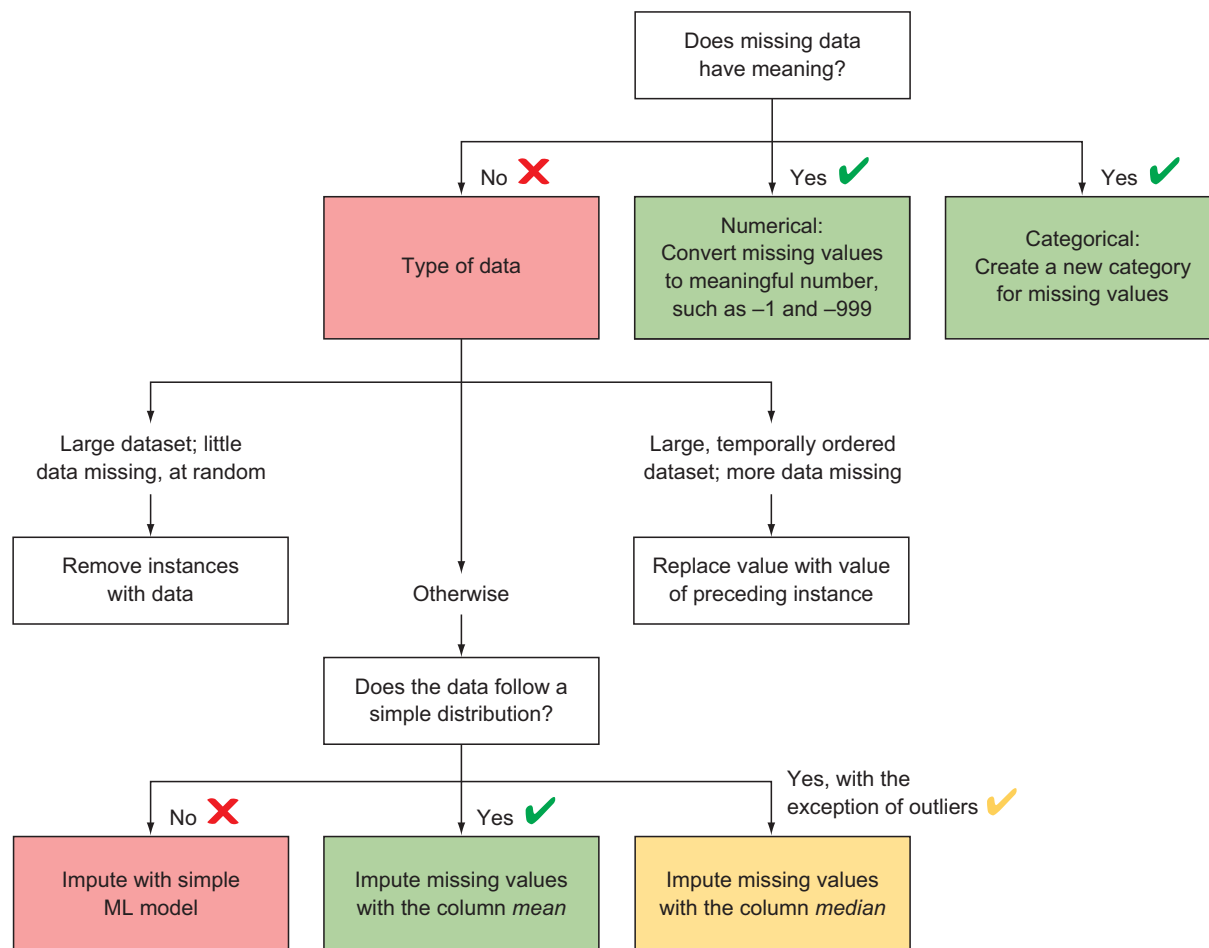 Does missing data
have meaning?
No
Yes
Yes
Type of data
Numerical:
Convert missing values
to meaningful number,
such as –1 and –999
Categorical:
Create a new category
for missing values
Large dataset; little
data missing, at random
Large, temporally ordered
dataset; more data missing
Remove instances
with data
Otherwise
Replace value with value
of preceding instance
Does the data follow a
simple distribution?
No
Yes
Yes, with the
exception of outliers
Impute with simple
ML model
Impute missing values
with the column mean
Impute missing values
with the column median